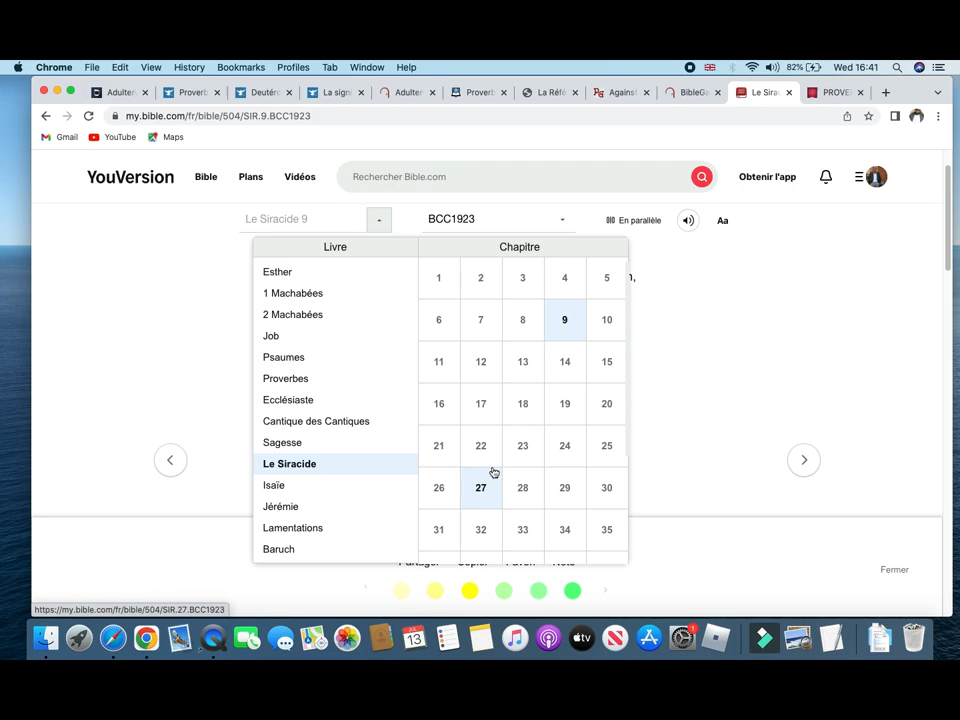 Chrome File Edit View History Bookmarks Profiles Tab Window Help 82% Wed 16:41
Adulter Proverb Deutéro La sign Adulter Proverb La Réfé Against BibleGa Le Sirac PROVE
my.bible.com/fr/bible/504/SIR.9.BCC1923
Gmail YouTube Maps
YouVersion Bible Plans Vidéos Rechercher Bible.com Obtenir l'app
Le Siracide 9 BCC1923 En parallèle Aa
Livre Chapitre
Esther
1 Machabées
2 Machabées
Job
Psaumes
Proverbes
Ecclésiaste
Cantique des Cantiques
Sagesse
Le Siracide
Isaïe
Jérémie
Lamentations
Baruch
1 2 3 4 5
6 7 8 9 10
11 12 13 14 15
16 17 18 19 20
21 22 23 24 25
26 27 28 29 30
31 32 33 34 35
Fermer
https://my.bible.com/fr/bible/504/SIR.27.BCC1923
JUL 13 tv 1